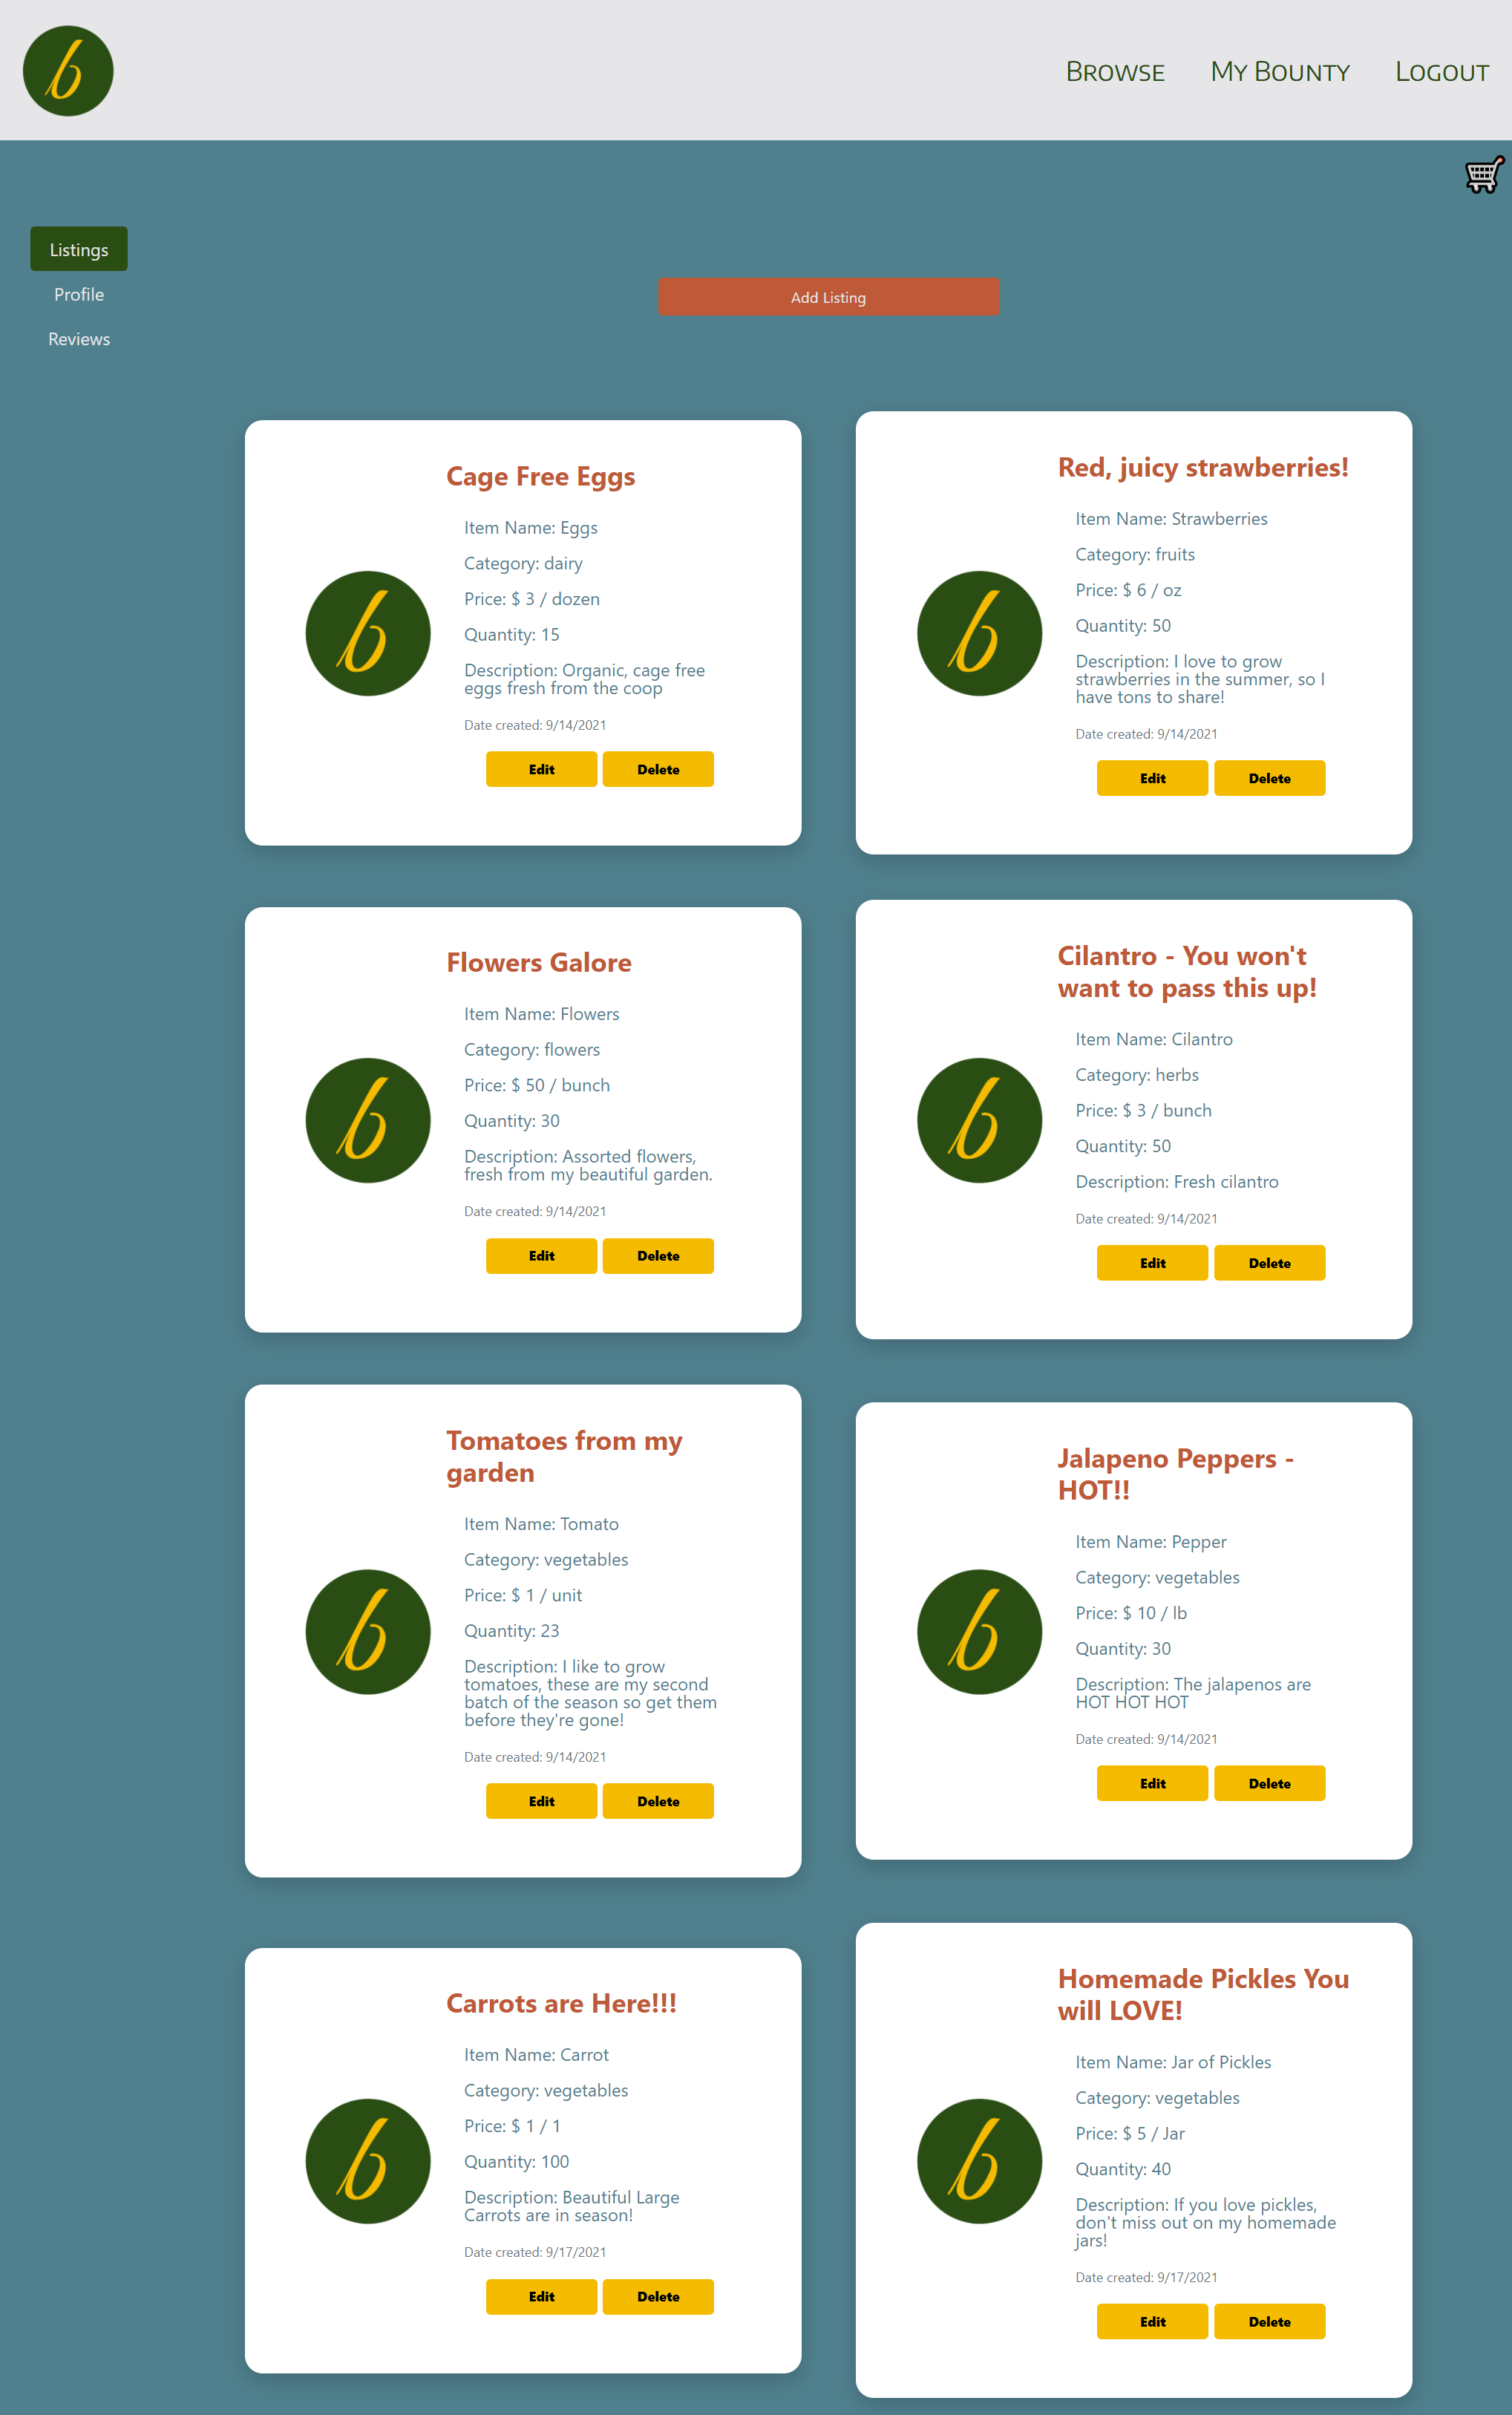 b
Browse
My Bounty
Logout
Listings
Profile
Reviews
Add Listing
Cage Free Eggs
b
Item Name: Eggs
Category: dairy
Price: $ 3 / dozen
Quantity: 15
Description: Organic, cage free
eggs fresh from the coop
Date created: 9/14/2021
Edit
Delete
Red, juicy strawberries!
b
Item Name: Strawberries
Category: fruits
Price: $ 6 / oz
Quantity: 50
Description: I love to grow
strawberries in the summer, so I
have tons to share!
Date created: 9/14/2021
Edit
Delete
Flowers Galore
b
Item Name: Flowers
Category: flowers
Price: $ 50 / bunch
Quantity: 30
Description: Assorted flowers,
fresh from my beautiful garden.
Date created: 9/14/2021
Edit
Delete
Cilantro - You won't
want to pass this up!
b
Item Name: Cilantro
Category: herbs
Price: $ 3 / bunch
Quantity: 50
Description: Fresh cilantro
Date created: 9/14/2021
Edit
Delete
Tomatoes from my
garden
b
Item Name: Tomato
Category: vegetables
Price: $ 1 / unit
Quantity: 23
Description: I like to grow
tomatoes, these are my second
batch of the season so get them
before they're gone!
Date created: 9/14/2021
Edit
Delete
Jalapeno Peppers -
HOT!!
b
Item Name: Pepper
Category: vegetables
Price: $ 10 / lb
Quantity: 30
Description: The jalapenos are
HOT HOT HOT
Date created: 9/14/2021
Edit
Delete
Carrots are Here!!!
b
Item Name: Carrot
Category: vegetables
Price: $ 1 / 1
Quantity: 100
Description: Beautiful Large
Carrots are in season!
Date created: 9/17/2021
Edit
Delete
Homemade Pickles You
will LOVE!
b
Item Name: Jar of Pickles
Category: vegetables
Price: $ 5 / Jar
Quantity: 40
Description: If you love pickles,
don't miss out on my homemade
jars!
Date created: 9/17/2021
Edit
Delete